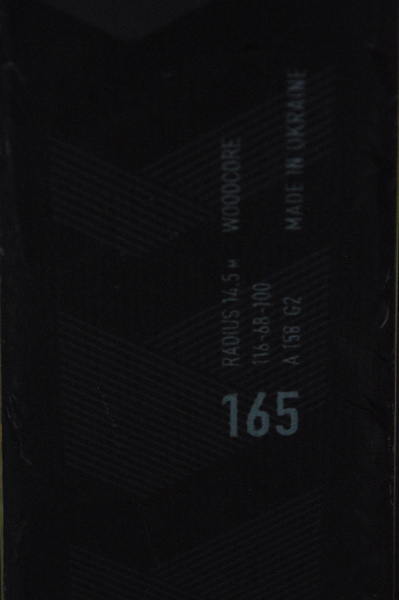 165
RADIUS 14.5 M WOODCORE
116-68-100
A 158 G2 MADE IN UKRAINE